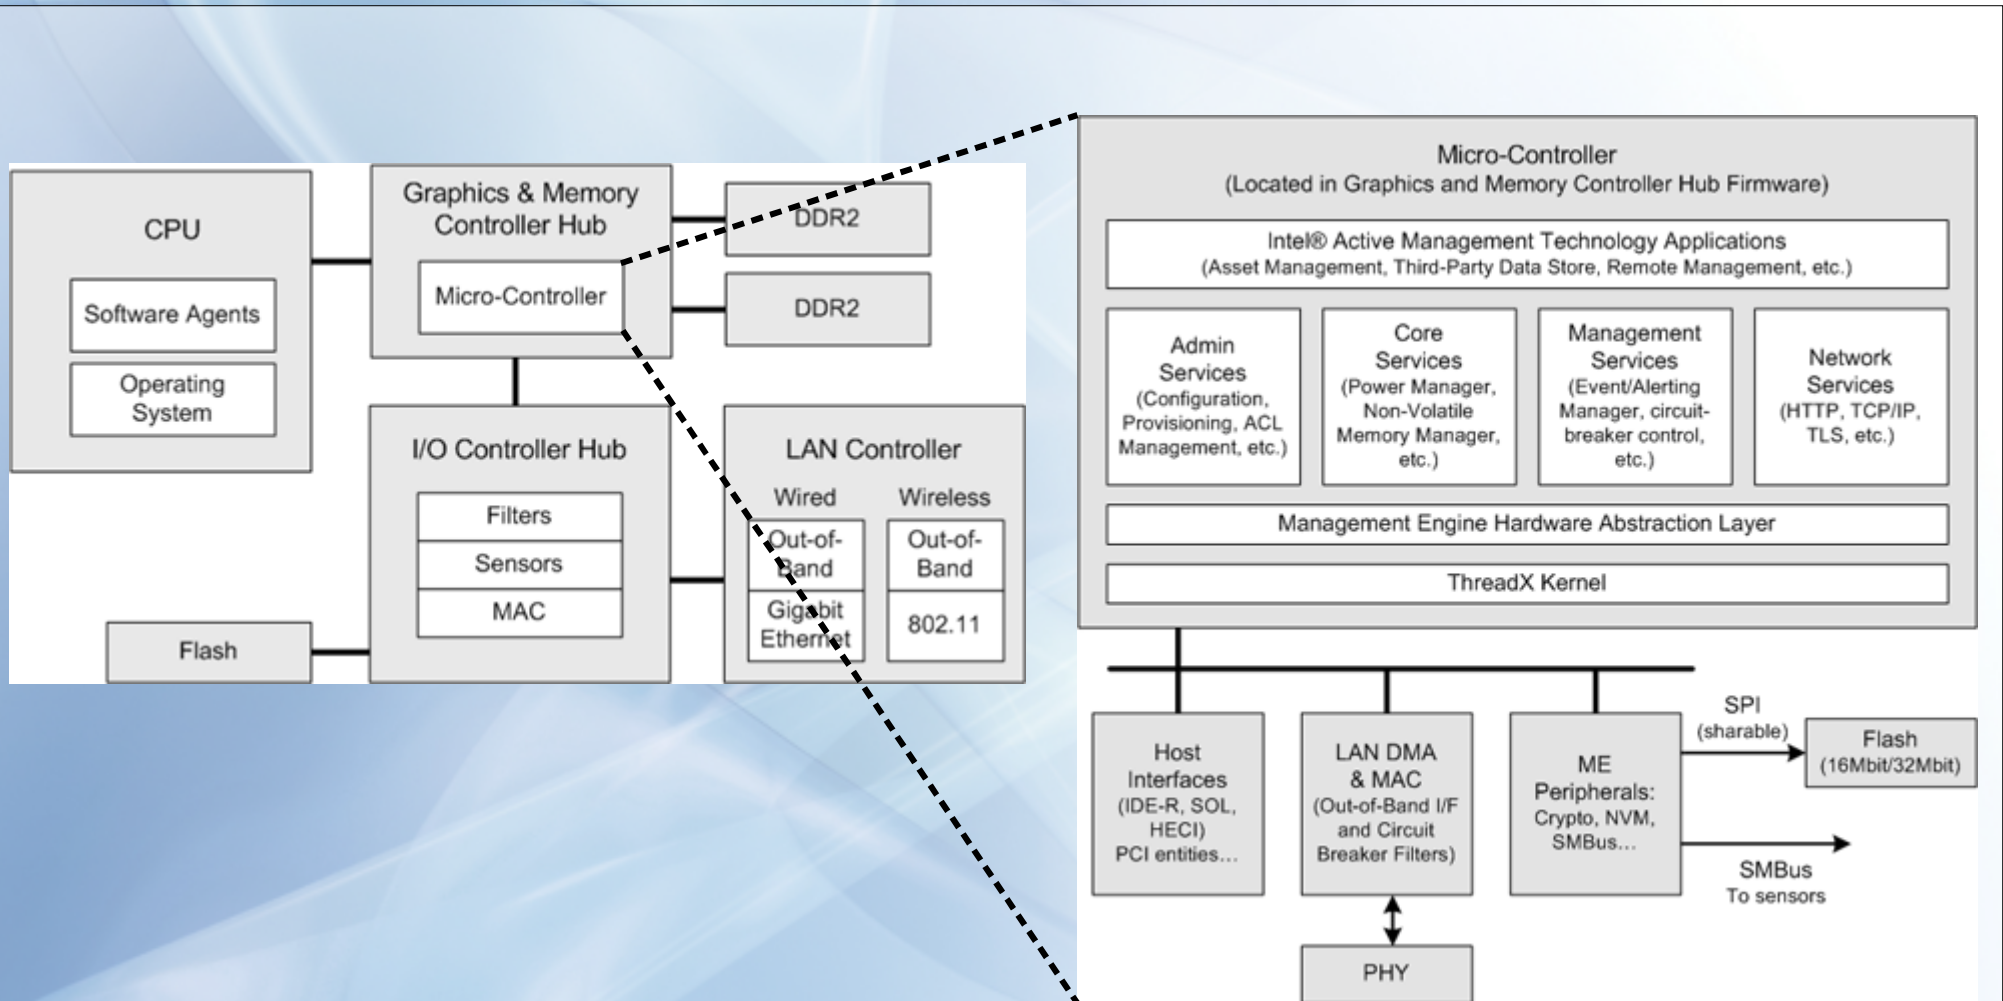 CPU
Software Agents
Operating
System
Graphics & Memory
Controller Hub
Micro-Controller
DDR2
DDR2
I/O Controller Hub
Filters
Sensors
MAC
Flash
LAN Controller
Wired
Wireless
Out-of-
Band
Gigabit
Ethernet
Out-of-
Band
802.11
Micro-Controller
(Located in Graphics and Memory Controller Hub Firmware)
Intel® Active Management Technology Applications
(Asset Management, Third-Party Data Store, Remote Management, etc.)
Admin
Services
(Configuration,
Provisioning, ACL
Management, etc.)
Core
Services
(Power Manager,
Non-Volatile
Memory Manager,
etc.)
Management
Services
(Event/Alerting
Manager, circuit-
breaker control,
etc.)
Network
Services
(HTTP, TCP/IP,
TLS, etc.)
Management Engine Hardware Abstraction Layer
ThreadX Kernel
Host
Interfaces
(IDE-R, SOL,
HECI)
PCI entities...
LAN DMA
& MAC
(Out-of-Band I/F
and Circuit
Breaker Filters)
ME
Peripherals:
Crypto, NVM,
SMBus...
SPI
(sharable)
Flash
(16Mbit/32Mbit)
SMBus
To sensors
PHY